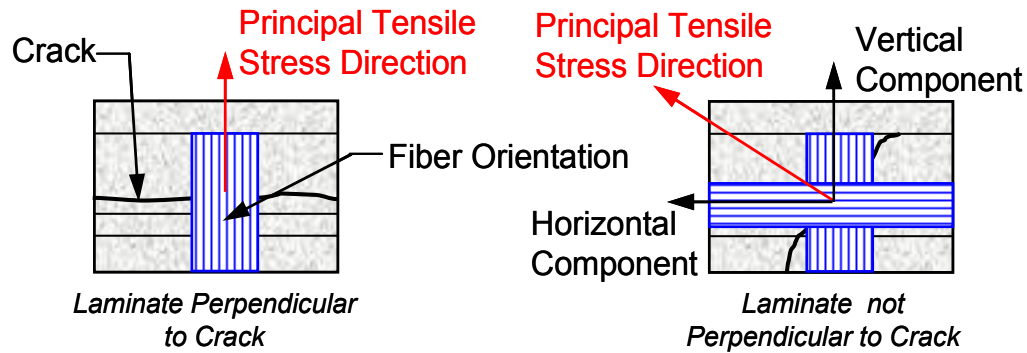 Crack
Principal Tensile
Stress Direction
Fiber Orientation
Laminate Perpendicular
to Crack
Principal Tensile
Stress Direction
Vertical
Component
Horizontal
Component
Laminate not
Perpendicular to Crack